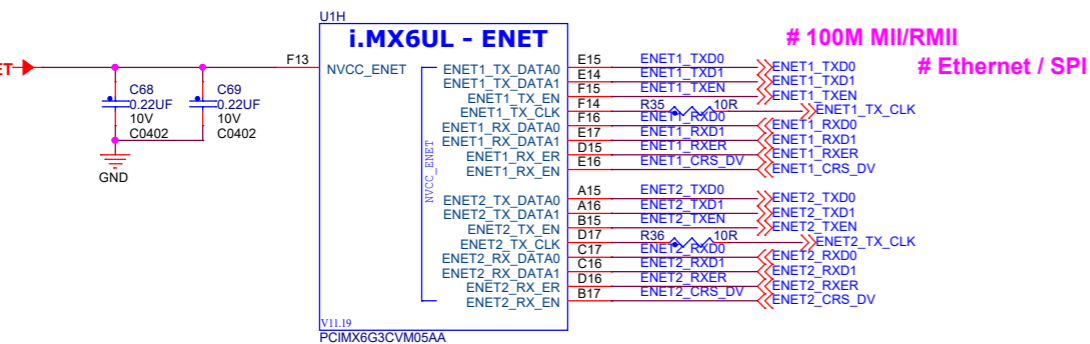 U1H
i.MX6UL - ENET
# 100M MII/RMII
# Ethernet / SPI
ET
F13
NVCC_ENET
C68
0.22UF
10V
C0402
C69
0.22UF
10V
C0402
GND
NVCC_ENET
ENET1_TX_DATA0 E15 ENET1_TXD0 ENET1_TXD0
ENET1_TX_DATA1 E14 ENET1_TXD1 ENET1_TXD1
ENET1_TX_EN F15 ENET1_TXEN ENET1_TXEN
ENET1_TX_CLK F14 R35 10R ENET1_TX_CLK
ENET1_RX_DATA0 F16 ENET1_RXD0 ENET1_RXD0
ENET1_RX_DATA1 E17 ENET1_RXD1 ENET1_RXD1
ENET1_RX_ER D15 ENET1_RXER ENET1_RXER
ENET1_RX_EN E16 ENET1_CRS_DV ENET1_CRS_DV
ENET2_TX_DATA0 A15 ENET2_TXD0 ENET2_TXD0
ENET2_TX_DATA1 A16 ENET2_TXD1 ENET2_TXD1
ENET2_TX_EN B15 ENET2_TXEN ENET2_TXEN
ENET2_TX_CLK D17 R36 10R ENET2_TX_CLK
ENET2_RX_DATA0 C17 ENET2_RXD0 ENET2_RXD0
ENET2_RX_DATA1 C16 ENET2_RXD1 ENET2_RXD1
ENET2_RX_ER D16 ENET2_RXER ENET2_RXER
ENET2_RX_EN B17 ENET2_CRS_DV ENET2_CRS_DV
V11.19
PCIMX6G3CVM05AA